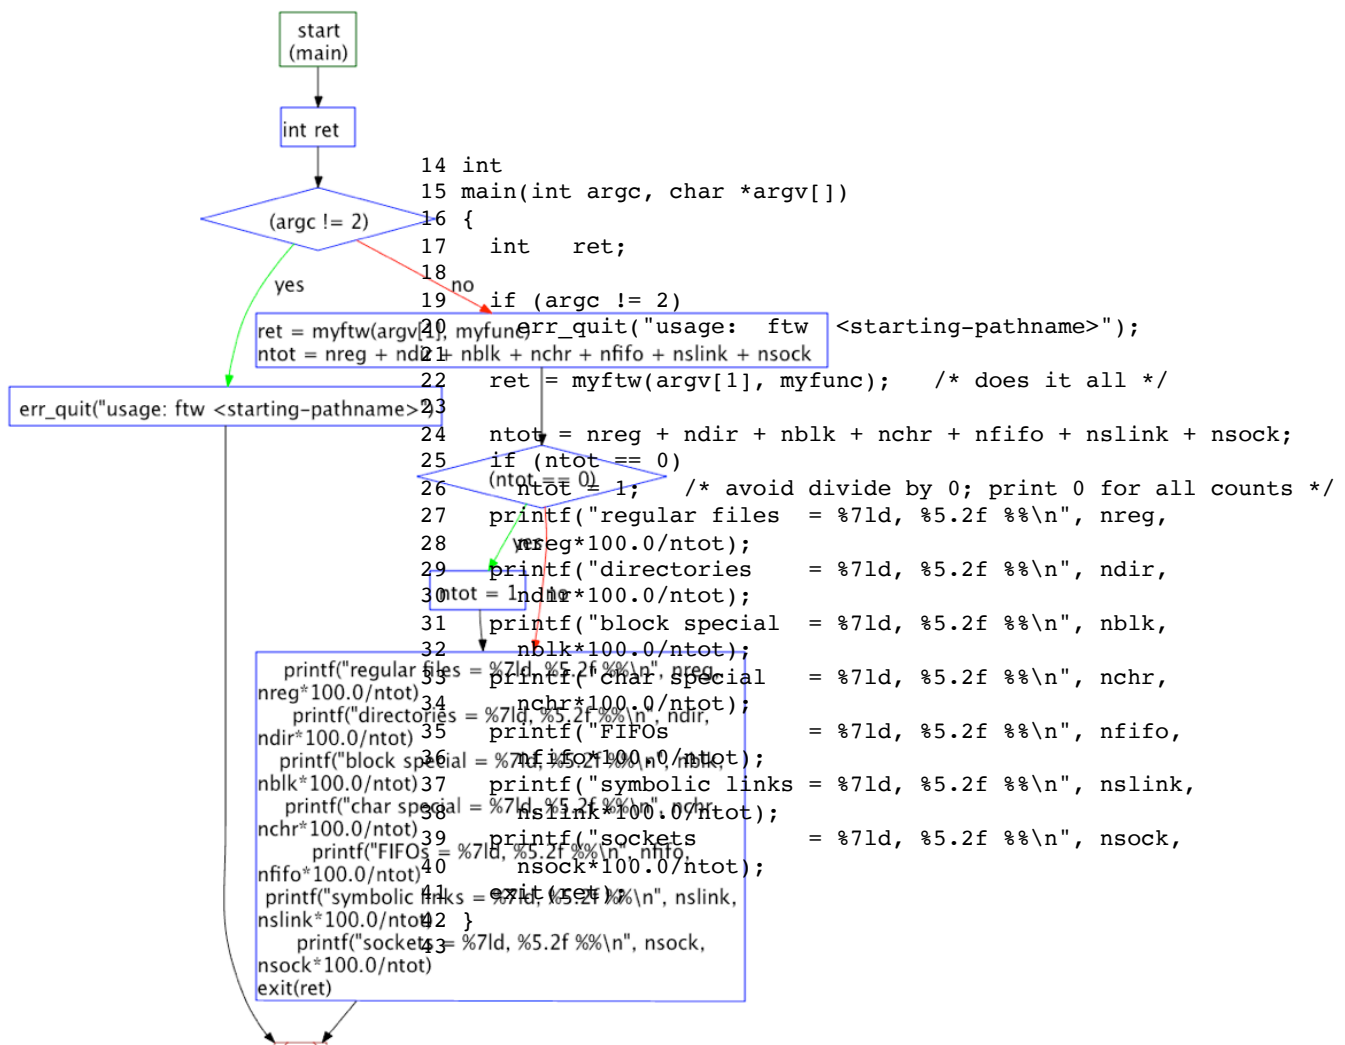 start
(main)
int ret
(argc != 2)
yes
no
ret = myftw(argv[1], myfunc)
ntot = nreg + ndir + nblk + nchr + nfifo + nslink + nsock
err_quit("usage: ftw <starting-pathname>")
(ntot == 0)
yes
no
ntot = 1
printf("regular files = %7ld, %5.2f %%\n", nreg,
nreg*100.0/ntot)
printf("directories = %7ld, %5.2f %%\n", ndir,
ndir*100.0/ntot)
printf("block special = %7ld, %5.2f %%\n", nblk,
nblk*100.0/ntot)
printf("char special = %7ld, %5.2f %%\n", nchr,
nchr*100.0/ntot)
printf("FIFOs = %7ld, %5.2f %%\n", nfifo,
nfifo*100.0/ntot)
printf("symbolic links = %7ld, %5.2f %%\n", nslink,
nslink*100.0/ntot)
printf("sockets = %7ld, %5.2f %%\n", nsock,
nsock*100.0/ntot)
exit(ret)
14 int
15 main(int argc, char *argv[])
16 {
17   int   ret;
18
19   if (argc != 2)
20     err_quit("usage:  ftw  <starting-pathname>");
21
22   ret = myftw(argv[1], myfunc);   /* does it all */
23
24   ntot = nreg + ndir + nblk + nchr + nfifo + nslink + nsock;
25   if (ntot == 0)
26     ntot = 1;   /* avoid divide by 0; print 0 for all counts */
27   printf("regular files  = %7ld, %5.2f %%\n", nreg,
28     nreg*100.0/ntot);
29   printf("directories    = %7ld, %5.2f %%\n", ndir,
30     ndir*100.0/ntot);
31   printf("block special  = %7ld, %5.2f %%\n", nblk,
32     nblk*100.0/ntot);
33   printf("char special   = %7ld, %5.2f %%\n", nchr,
34     nchr*100.0/ntot);
35   printf("FIFOs          = %7ld, %5.2f %%\n", nfifo,
36     nfifo*100.0/ntot);
37   printf("symbolic links = %7ld, %5.2f %%\n", nslink,
38     nslink*100.0/ntot);
39   printf("sockets        = %7ld, %5.2f %%\n", nsock,
40     nsock*100.0/ntot);
41   exit(ret);
42 }
43